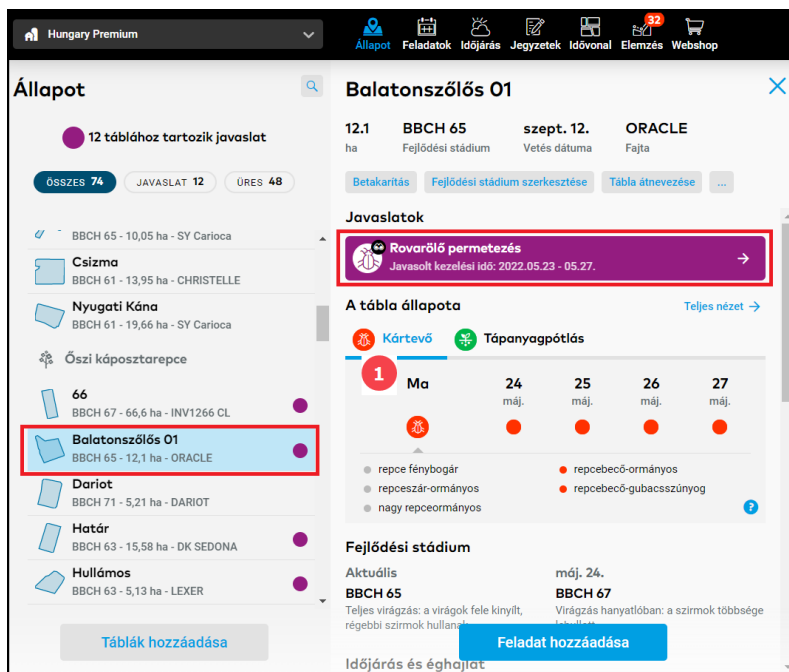 Hungary Premium
Állapot
Feladatok
Időjárás
Jegyzetek
Idővonal
32
Elemzés
Webshop
Állapot
12 táblához tartozik javaslat
ÖSSZES 74
JAVASLAT 12
ÜRES 48
BBCH 65 - 10,05 ha - SY Carioca
Csizma
BBCH 61 - 13,95 ha - CHRISTELLE
Nyugati Kána
BBCH 61 - 19,66 ha - SY Carioca
Őszi káposztarepce
66
BBCH 67 - 66,6 ha - INV1266 CL
Balatonszőlős 01
BBCH 65 - 12,1 ha - ORACLE
Dariot
BBCH 71 - 5,21 ha - DARIOT
Határ
BBCH 63 - 15,58 ha - DK SEDONA
Hullámos
BBCH 63 - 5,13 ha - LEXER
Táblák hozzáadása
Balatonszőlős 01
12.1
ha
BBCH 65
Fejlődési stádium
szept. 12.
Vetés dátuma
ORACLE
Fajta
Betakarítás
Fejlődési stádium szerkesztése
Tábla átnevezése
...
Javaslatok
Rovarölő permetezés
Javasolt kezelési idő: 2022.05.23 - 05.27.
A tábla állapota
Teljes nézet →
Kártevő
Tápanyagpótlás
1
Ma
24
máj.
25
máj.
26
máj.
27
máj.
repce fénybogár
repceszár-ormányos
nagy repceormányos
repcebecő-ormányos
repcebecő-gubacsszúnyog
?
Fejlődési stádium
Aktuális
BBCH 65
Teljes virágzás: a virágok fele kinyílt,
régebbi szirmok hullanak
máj. 24.
BBCH 67
Virágzás hanyatlóban: a szirmok többsége
Feladat hozzáadása
Időjárás és éghajlat